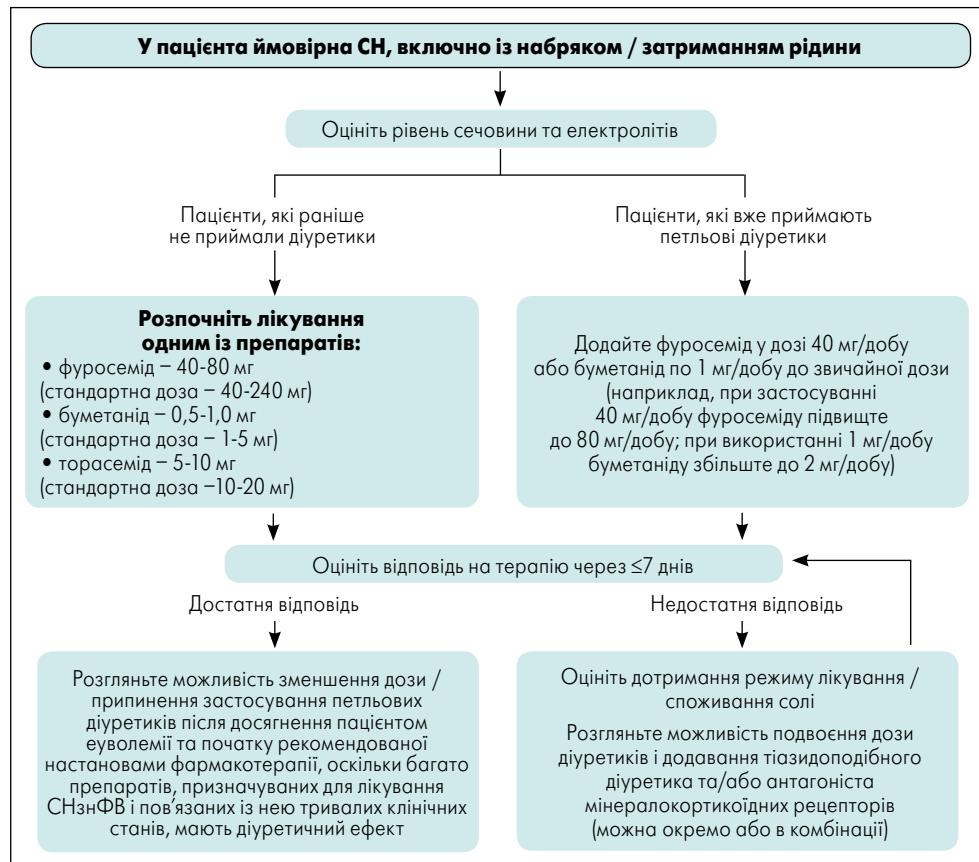 У пацієнта ймовірна СН, включно із набряком / затриманням рідини
Оцініть рівень сечовини та електролітів
Пацієнти, які раніше
не приймали діуретики
Пацієнти, які вже приймають
петльові діуретики
Розпочніть лікування
одним із препаратів:
• фуросемід – 40-80 мг
(стандартна доза – 40-240 мг)
• буметанід – 0,5-1,0 мг
(стандартна доза – 1-5 мг)
• торасемід – 5-10 мг
(стандартна доза –10-20 мг)
Додайте фуросемід у дозі 40 мг/добу
або буметанід по 1 мг/добу до звичайної дози
(наприклад, при застосуванні
40 мг/добу фуросеміду підвищте
до 80 мг/добу; при використанні 1 мг/добу
буметаніду збільште до 2 мг/добу)
Оцініть відповідь на терапію через ≤7 днів
Достатня відповідь
Недостатня відповідь
Розгляньте можливість зменшення дози /
припинення застосування петльових
діуретиків після досягнення пацієнтом
еуволемії та початку рекомендованої
настановами фармакотерапії, оскільки багато
препаратів, призначуваних для лікування
СНзнФВ і пов’язаних із нею тривалих клінічних
станів, мають діуретичний ефект
Оцініть дотримання режиму лікування /
споживання солі
Розгляньте можливість подвоєння дози
діуретиків і додавання тіазидоподібного
діуретика та/або антагоніста
мінералокортикоїдних рецепторів
(можна окремо або в комбінації)